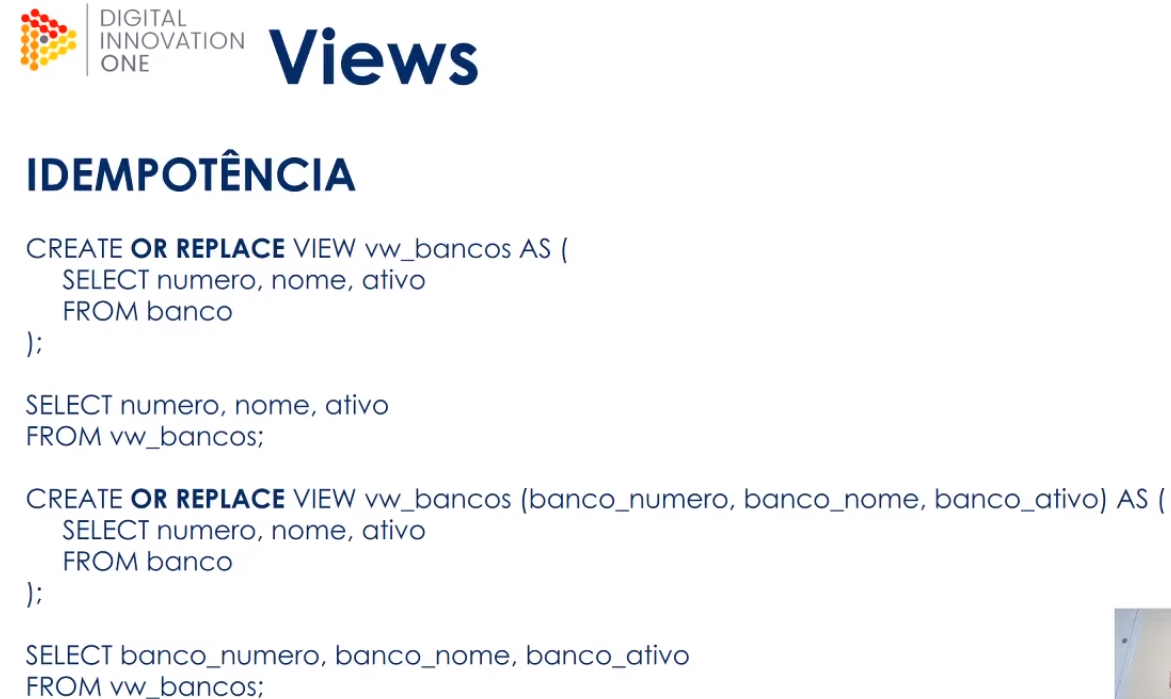 DIGITAL
INNOVATION
ONE
Views
IDEMPOTÊNCIA
CREATE OR REPLACE VIEW vw_bancos AS (
SELECT numero, nome, ativo
FROM banco
);
SELECT numero, nome, ativo
FROM vw_bancos;
CREATE OR REPLACE VIEW vw_bancos (banco_numero, banco_nome, banco_ativo) AS (
SELECT numero, nome, ativo
FROM banco
);
SELECT banco_numero, banco_nome, banco_ativo
FROM vw_bancos;